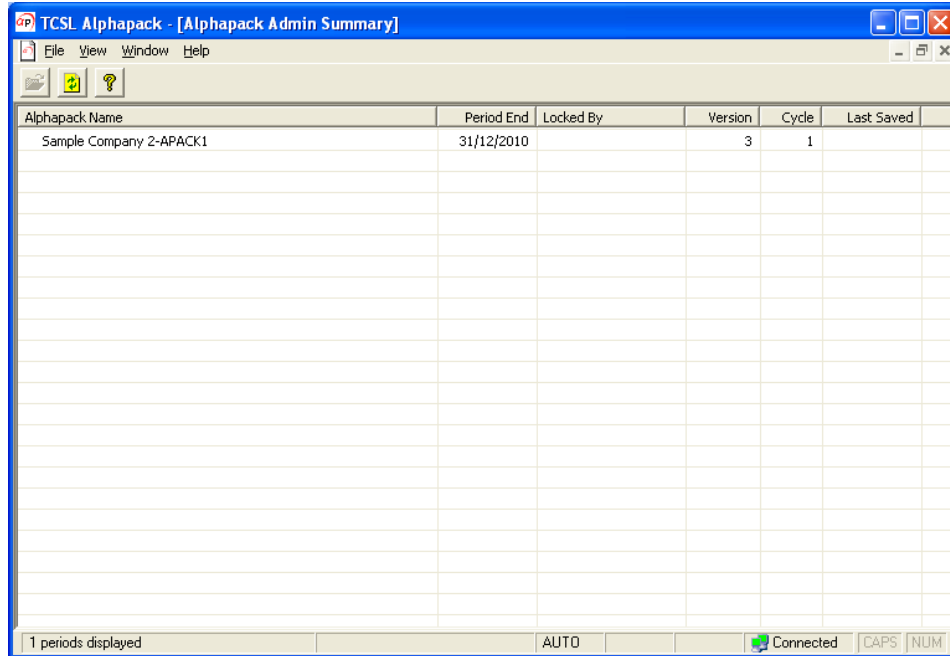 TCSL Alphapack - [Alphapack Admin Summary]
File View Window Help
Alphapack Name Period End Locked By Version Cycle Last Saved
Sample Company 2-APACK1 31/12/2010 3 1
1 periods displayed AUTO Connected CAPS NUM